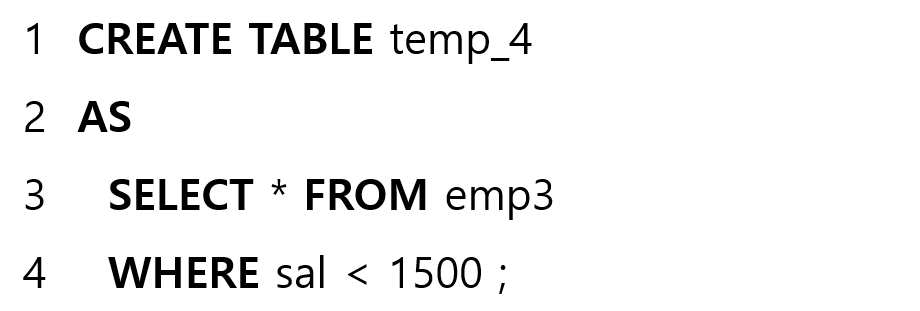 1 CREATE TABLE temp_4
2 AS
3 SELECT * FROM emp3
4 WHERE sal < 1500 ;